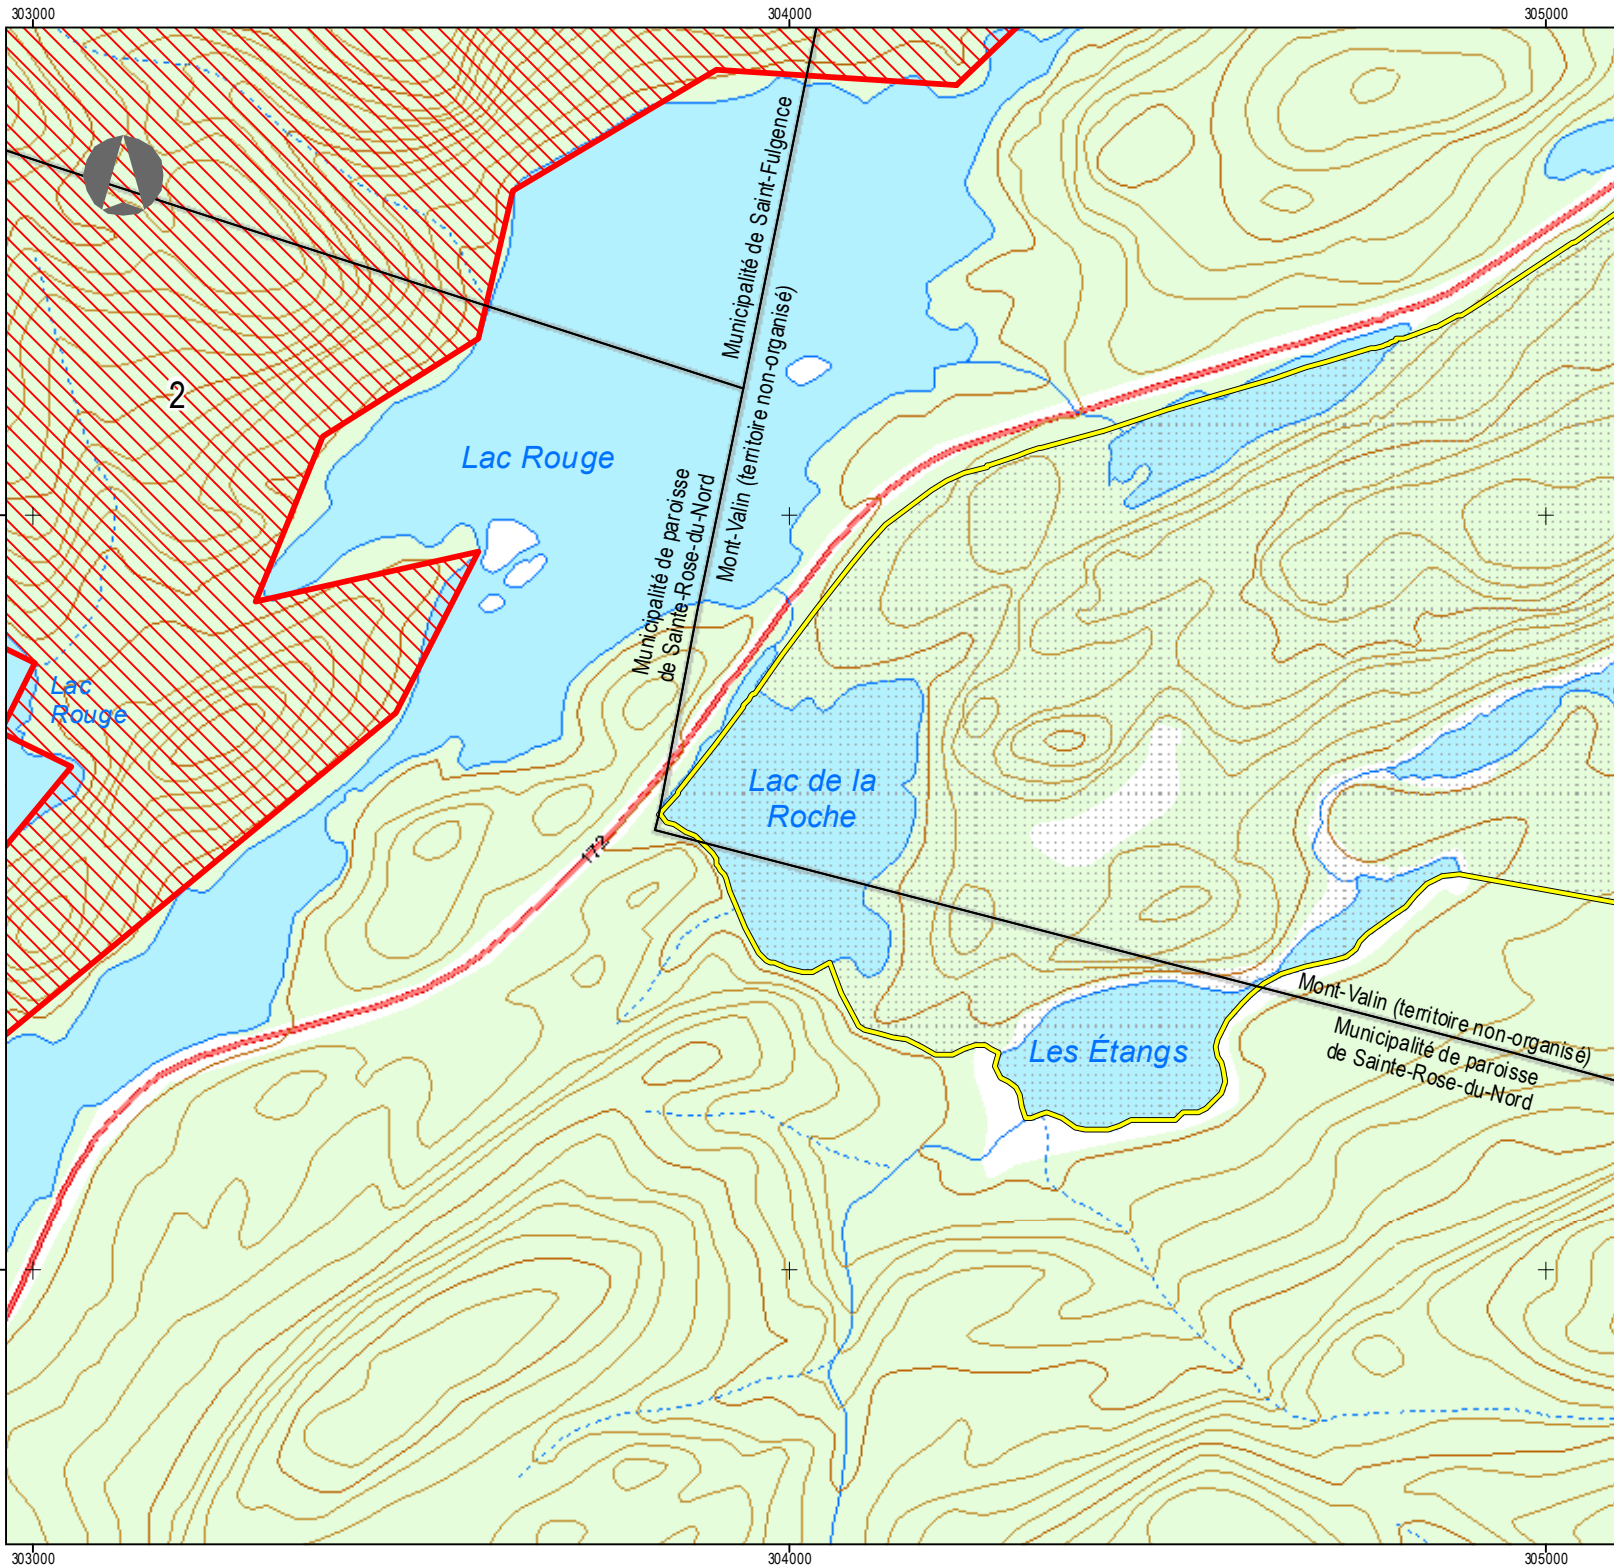 303000
304000
305000
Municipalité de Saint-Fulgence
Mont-Valin (territoire non-organisé)
2
Lac Rouge
Municipalité de paroisse
de Sainte-Rose-du-Nord
Lac
Rouge
Lac de la
Roche
172
Les Étangs
Mont-Valin (territoire non-organisé)
Municipalité de paroisse
de Sainte-Rose-du-Nord
303000
304000
305000